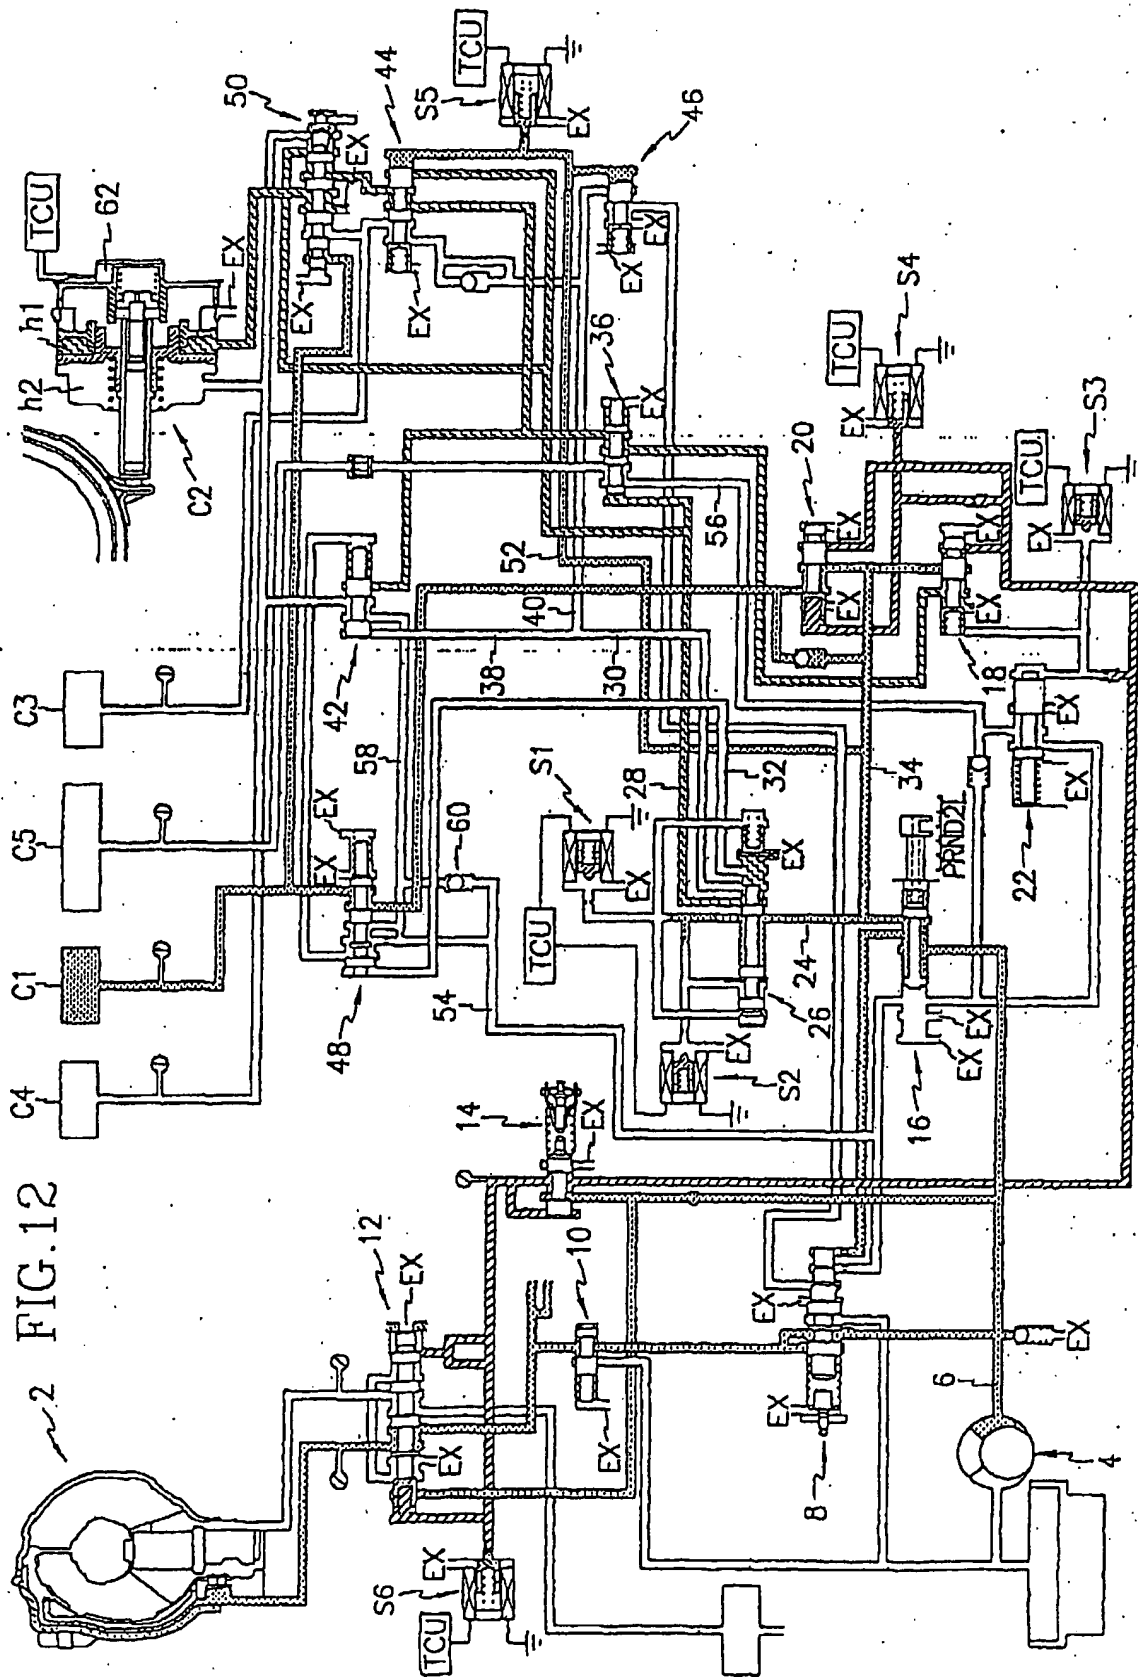 FIG.12
2
C4
C1
C5
C3
TCU
62
EX
h1
h2
C2
50
EX
EX
44
EX
S5
TCU
EX
46
EX
EX
36
EX
S4
TCU
EX
20
EX
EX
S3
TCU
EX
EX
EX
18
42
38
40
30
52
56
58
48
EX
EX
60
54
S1
EX
TCU
28
32
34
24
26
EX
S2
EX
PRND2L
22
EX
EX
16
EX
EX
14
EX
12
EX
EX
10
EX
EX
EX
8
S6
EX
TCU
6
4
EX